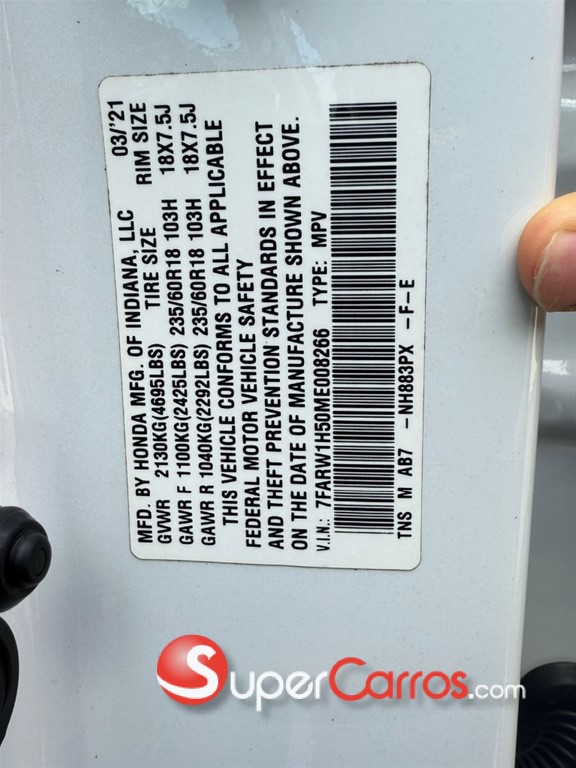 MFD. BY HONDA MFG. OF INDIANA, LLC 03/'21
GVWR 2130KG(4695LBS) TIRE SIZE RIM SIZE
GAWR F 1100KG(2425LBS) 235/60R18 103H 18X7.5J
GAWR R 1040KG(2292LBS) 235/60R18 103H 18X7.5J
THIS VEHICLE CONFORMS TO ALL APPLICABLE
FEDERAL MOTOR VEHICLE SAFETY
AND THEFT PREVENTION STANDARDS IN EFFECT
ON THE DATE OF MANUFACTURE SHOWN ABOVE.
V.I.N.: 7FARW1H50ME008266 TYPE: MPV
TNS M AB7 -NH883PX -F-E
SuperCarros.com